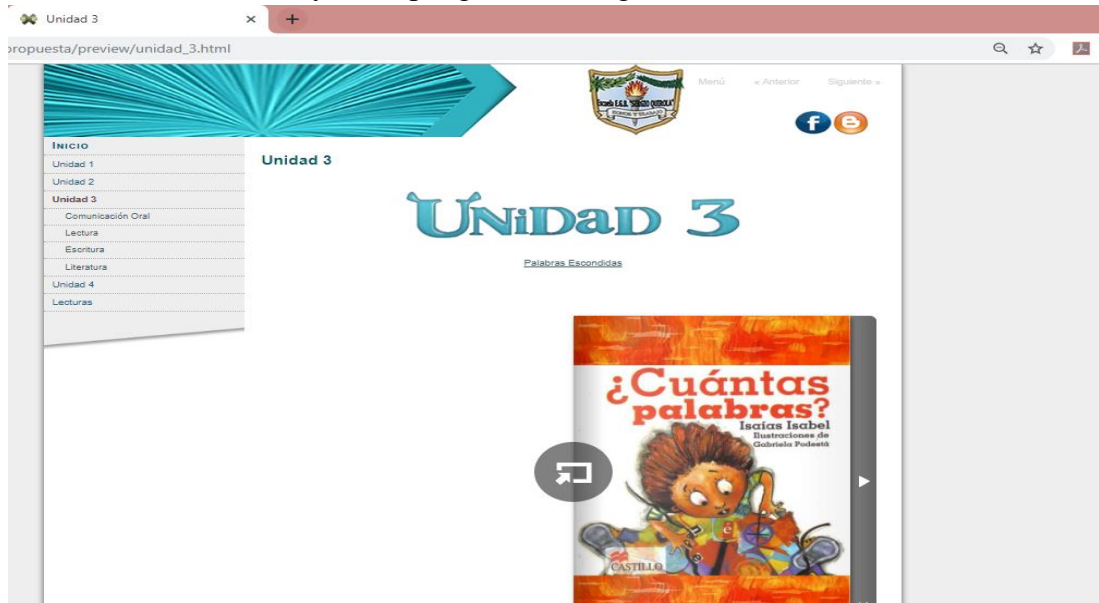 Unidad 3
propuesta/preview/unidad_3.html
Menú « Anterior Siguiente »
HONOR Y TRABAJO
INICIO
Unidad 1
Unidad 2
Unidad 3
Comunicación Oral
Lectura
Escritura
Literatura
Unidad 4
Lecturas
Unidad 3
UNiDaD 3
Palabras Escondidas
¿Cuántas
palabras?
Isaías Isabel
Ilustraciones de
Gabriela Podestá
é
CASTILLO